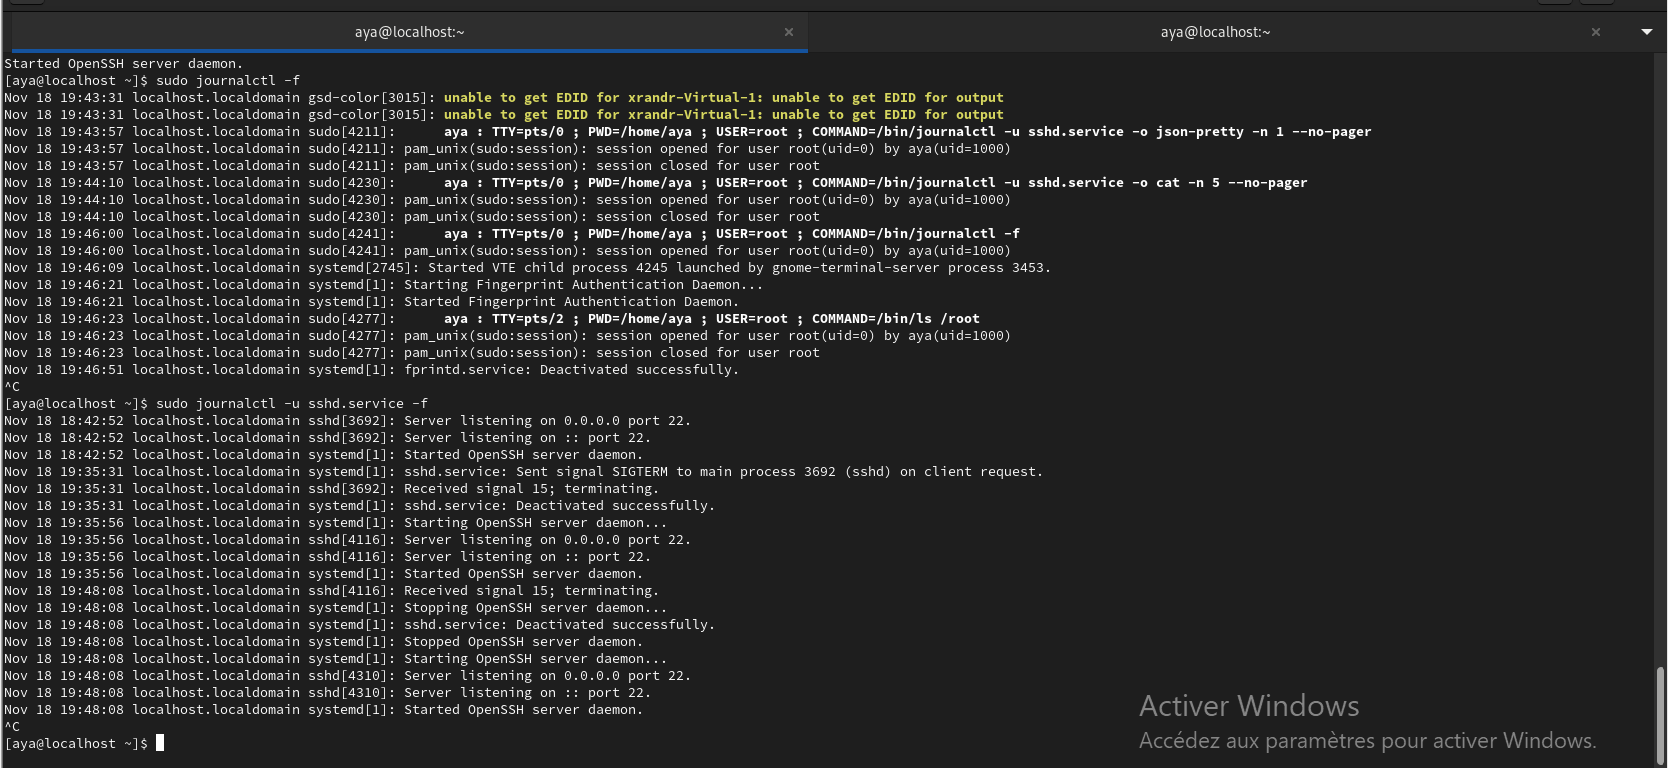 aya@localhost:~ × aya@localhost:~ ×
Started OpenSSH server daemon.
[aya@localhost ~]$ sudo journalctl -f
Nov 18 19:43:31 localhost.localdomain gsd-color[3015]: unable to get EDID for xrandr-Virtual-1: unable to get EDID for output
Nov 18 19:43:31 localhost.localdomain gsd-color[3015]: unable to get EDID for xrandr-Virtual-1: unable to get EDID for output
Nov 18 19:43:57 localhost.localdomain sudo[4211]:      aya : TTY=pts/0 ; PWD=/home/aya ; USER=root ; COMMAND=/bin/journalctl -u sshd.service -o json-pretty -n 1 --no-pager
Nov 18 19:43:57 localhost.localdomain sudo[4211]: pam_unix(sudo:session): session opened for user root(uid=0) by aya(uid=1000)
Nov 18 19:43:57 localhost.localdomain sudo[4211]: pam_unix(sudo:session): session closed for user root
Nov 18 19:44:10 localhost.localdomain sudo[4230]:      aya : TTY=pts/0 ; PWD=/home/aya ; USER=root ; COMMAND=/bin/journalctl -u sshd.service -o cat -n 5 --no-pager
Nov 18 19:44:10 localhost.localdomain sudo[4230]: pam_unix(sudo:session): session opened for user root(uid=0) by aya(uid=1000)
Nov 18 19:44:10 localhost.localdomain sudo[4230]: pam_unix(sudo:session): session closed for user root
Nov 18 19:46:00 localhost.localdomain sudo[4241]:      aya : TTY=pts/0 ; PWD=/home/aya ; USER=root ; COMMAND=/bin/journalctl -f
Nov 18 19:46:00 localhost.localdomain sudo[4241]: pam_unix(sudo:session): session opened for user root(uid=0) by aya(uid=1000)
Nov 18 19:46:09 localhost.localdomain systemd[2745]: Started VTE child process 4245 launched by gnome-terminal-server process 3453.
Nov 18 19:46:21 localhost.localdomain systemd[1]: Starting Fingerprint Authentication Daemon...
Nov 18 19:46:21 localhost.localdomain systemd[1]: Started Fingerprint Authentication Daemon.
Nov 18 19:46:23 localhost.localdomain sudo[4277]:      aya : TTY=pts/2 ; PWD=/home/aya ; USER=root ; COMMAND=/bin/ls /root
Nov 18 19:46:23 localhost.localdomain sudo[4277]: pam_unix(sudo:session): session opened for user root(uid=0) by aya(uid=1000)
Nov 18 19:46:23 localhost.localdomain sudo[4277]: pam_unix(sudo:session): session closed for user root
Nov 18 19:46:51 localhost.localdomain systemd[1]: fprintd.service: Deactivated successfully.
^C
[aya@localhost ~]$ sudo journalctl -u sshd.service -f
Nov 18 18:42:52 localhost.localdomain sshd[3692]: Server listening on 0.0.0.0 port 22.
Nov 18 18:42:52 localhost.localdomain sshd[3692]: Server listening on :: port 22.
Nov 18 18:42:52 localhost.localdomain systemd[1]: Started OpenSSH server daemon.
Nov 18 19:35:31 localhost.localdomain systemd[1]: sshd.service: Sent signal SIGTERM to main process 3692 (sshd) on client request.
Nov 18 19:35:31 localhost.localdomain sshd[3692]: Received signal 15; terminating.
Nov 18 19:35:31 localhost.localdomain systemd[1]: sshd.service: Deactivated successfully.
Nov 18 19:35:56 localhost.localdomain systemd[1]: Starting OpenSSH server daemon...
Nov 18 19:35:56 localhost.localdomain sshd[4116]: Server listening on 0.0.0.0 port 22.
Nov 18 19:35:56 localhost.localdomain sshd[4116]: Server listening on :: port 22.
Nov 18 19:35:56 localhost.localdomain systemd[1]: Started OpenSSH server daemon.
Nov 18 19:48:08 localhost.localdomain sshd[4116]: Received signal 15; terminating.
Nov 18 19:48:08 localhost.localdomain systemd[1]: Stopping OpenSSH server daemon...
Nov 18 19:48:08 localhost.localdomain systemd[1]: sshd.service: Deactivated successfully.
Nov 18 19:48:08 localhost.localdomain systemd[1]: Stopped OpenSSH server daemon.
Nov 18 19:48:08 localhost.localdomain systemd[1]: Starting OpenSSH server daemon...
Nov 18 19:48:08 localhost.localdomain sshd[4310]: Server listening on 0.0.0.0 port 22.
Nov 18 19:48:08 localhost.localdomain sshd[4310]: Server listening on :: port 22.
Nov 18 19:48:08 localhost.localdomain systemd[1]: Started OpenSSH server daemon.
^C
[aya@localhost ~]$
Activer Windows
Accédez aux paramètres pour activer Windows.